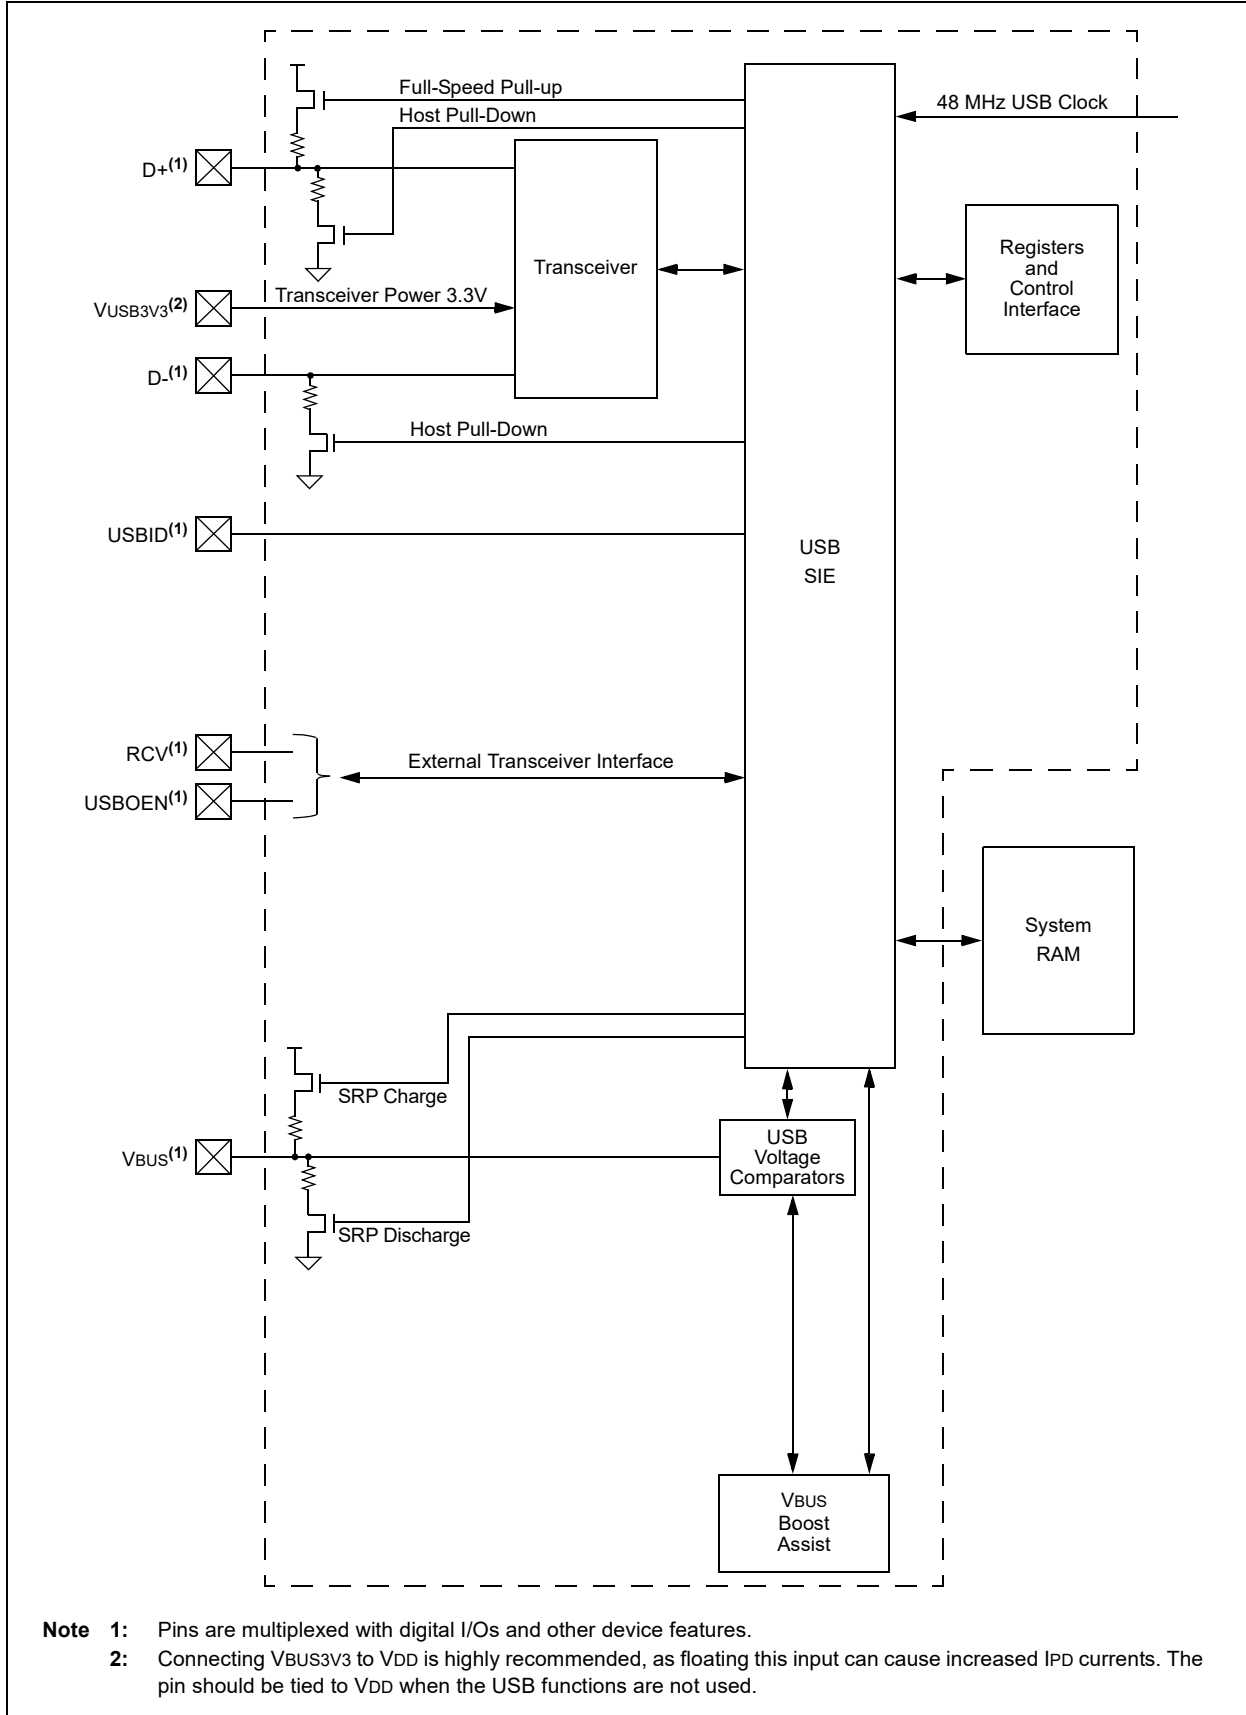 Full-Speed Pull-up
48 MHz USB Clock
Host Pull-Down
D+(1)
Registers
and
Control
Interface
Transceiver
Transceiver Power 3.3V
VUSB3V3(2)
D-(1)
Host Pull-Down
USBID(1)
USB
SIE
RCV(1)
External Transceiver Interface
USBOEN(1)
System
RAM
SRP Charge
USB
Voltage
Comparators
VBUS(1)
SRP Discharge
VBUS
Boost
Assist
Note 1: Pins are multiplexed with digital I/Os and other device features.
2: Connecting VBUS3V3 to VDD is highly recommended, as floating this input can cause increased IPD currents. The
pin should be tied to VDD when the USB functions are not used.